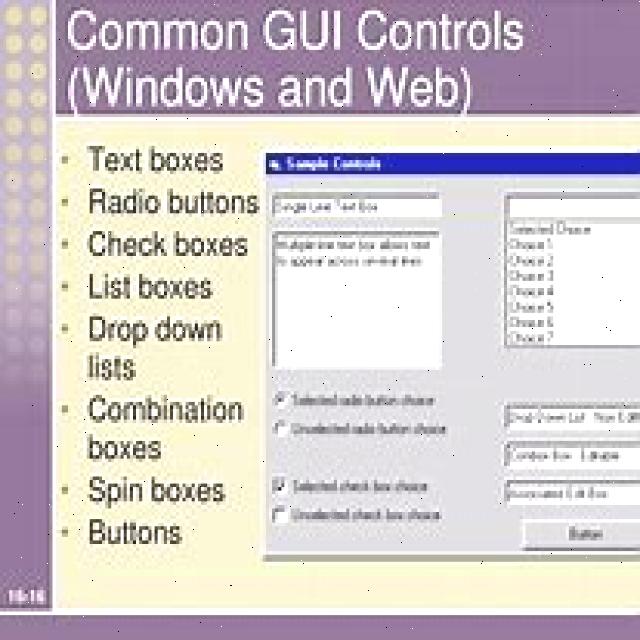 Common GUI Controls
(Windows and Web)
• Text boxes
• Radio buttons
• Check boxes
• List boxes
• Drop down
lists
• Combination
boxes
• Spin boxes
• Buttons
Sample Controls
Single Line Text Box
Multiple line text box allows text
to appear across several lines
Selected radio button choice
Unselected radio button choice
Selected check box choice
Unselected check box choice
Selected Choice
Choice 1
Choice 2
Choice 3
Choice 4
Choice 5
Choice 6
Choice 7
Drop Down List - Non Edit
Combo Box - Editable
Associated Edit Box
Button